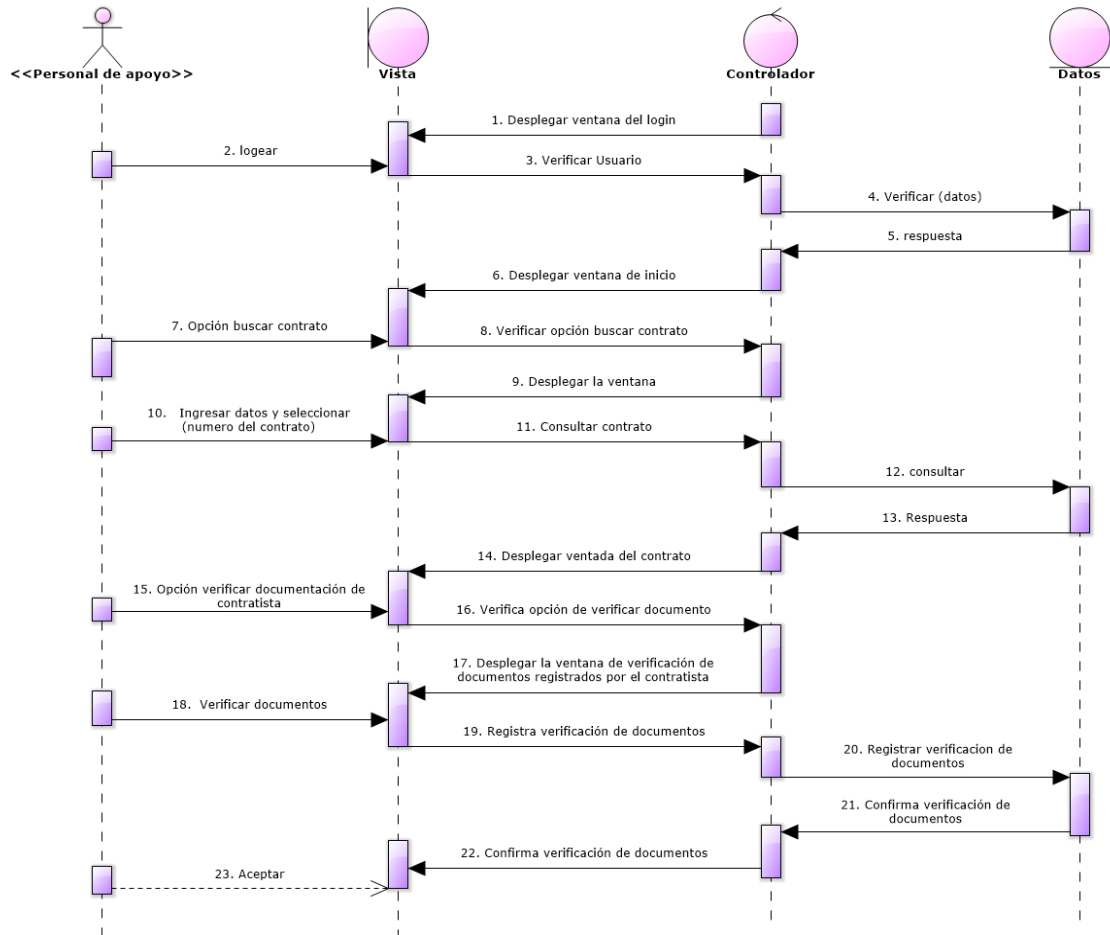 <<Personal de apoyo>>
Vista
Controlador
Datos
1. Desplegar ventana del login
2. logear
3. Verificar Usuario
4. Verificar (datos)
5. respuesta
6. Desplegar ventana de inicio
7. Opción buscar contrato
8. Verificar opción buscar contrato
9. Desplegar la ventana
10. Ingresar datos y seleccionar
(numero del contrato)
11. Consultar contrato
12. consultar
13. Respuesta
14. Desplegar ventada del contrato
15. Opción verificar documentación de
contratista
16. Verifica opción de verificar documento
17. Desplegar la ventana de verificación de
documentos registrados por el contratista
18. Verificar documentos
19. Registra verificación de documentos
20. Registrar verificacion de
documentos
21. Confirma verificación de
documentos
22. Confirma verificación de documentos
23. Aceptar